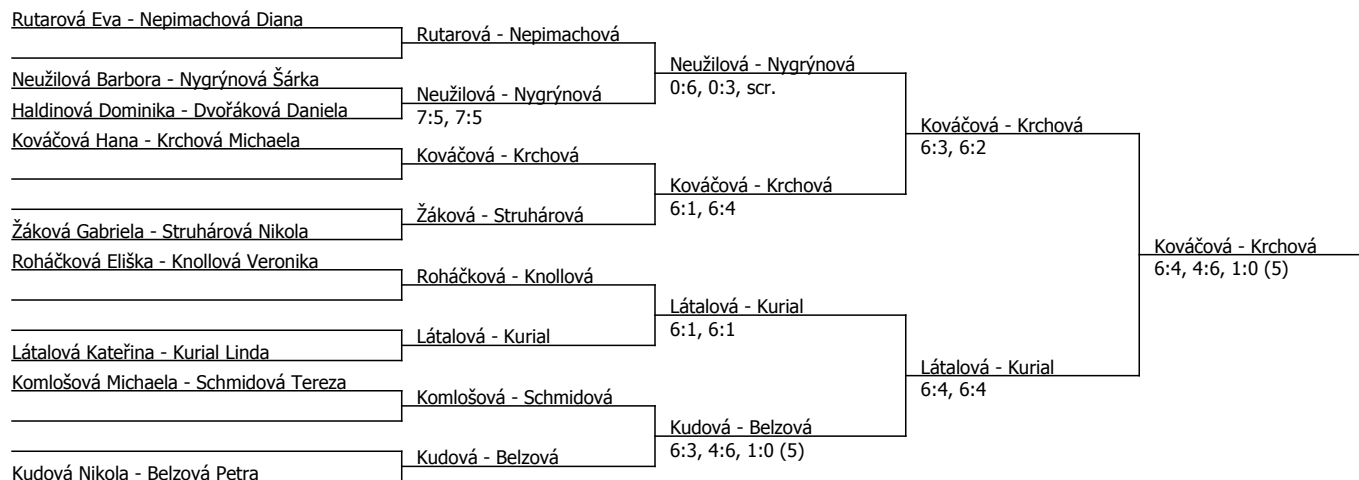 Rutarová Eva - Nepimachová Diana
Rutarová - Nepimachová
Neužilová - Nygrýnová
0:6, 0:3, scr.
Neužilová Barbora - Nygrýnová Šárka
Neužilová - Nygrýnová
7:5, 7:5
Haldinová Dominika - Dvořáková Daniela
Kováčová - Krchová
6:3, 6:2
Kováčová Hana - Krchová Michaela
Kováčová - Krchová
Kováčová - Krchová
6:1, 6:4
Žáková - Struhárová
Žáková Gabriela - Struhárová Nikola
Kováčová - Krchová
6:4, 4:6, 1:0 (5)
Roháčková Eliška - Knollová Veronika
Roháčková - Knollová
Látalová - Kurial
6:1, 6:1
Látalová - Kurial
Látalová Kateřina - Kurial Linda
Látalová - Kurial
6:4, 6:4
Komlošová Michaela - Schmidová Tereza
Komlošová - Schmidová
Kudová - Belzová
6:3, 4:6, 1:0 (5)
Kudová - Belzová
Kudová Nikola - Belzová Petra